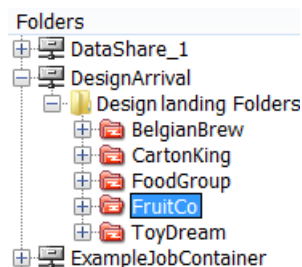 Folders
DataShare_1
DesignArrival
Design landing Folders
BelgianBrew
CartonKing
FoodGroup
FruitCo
ToyDream
ExampleJobContainer